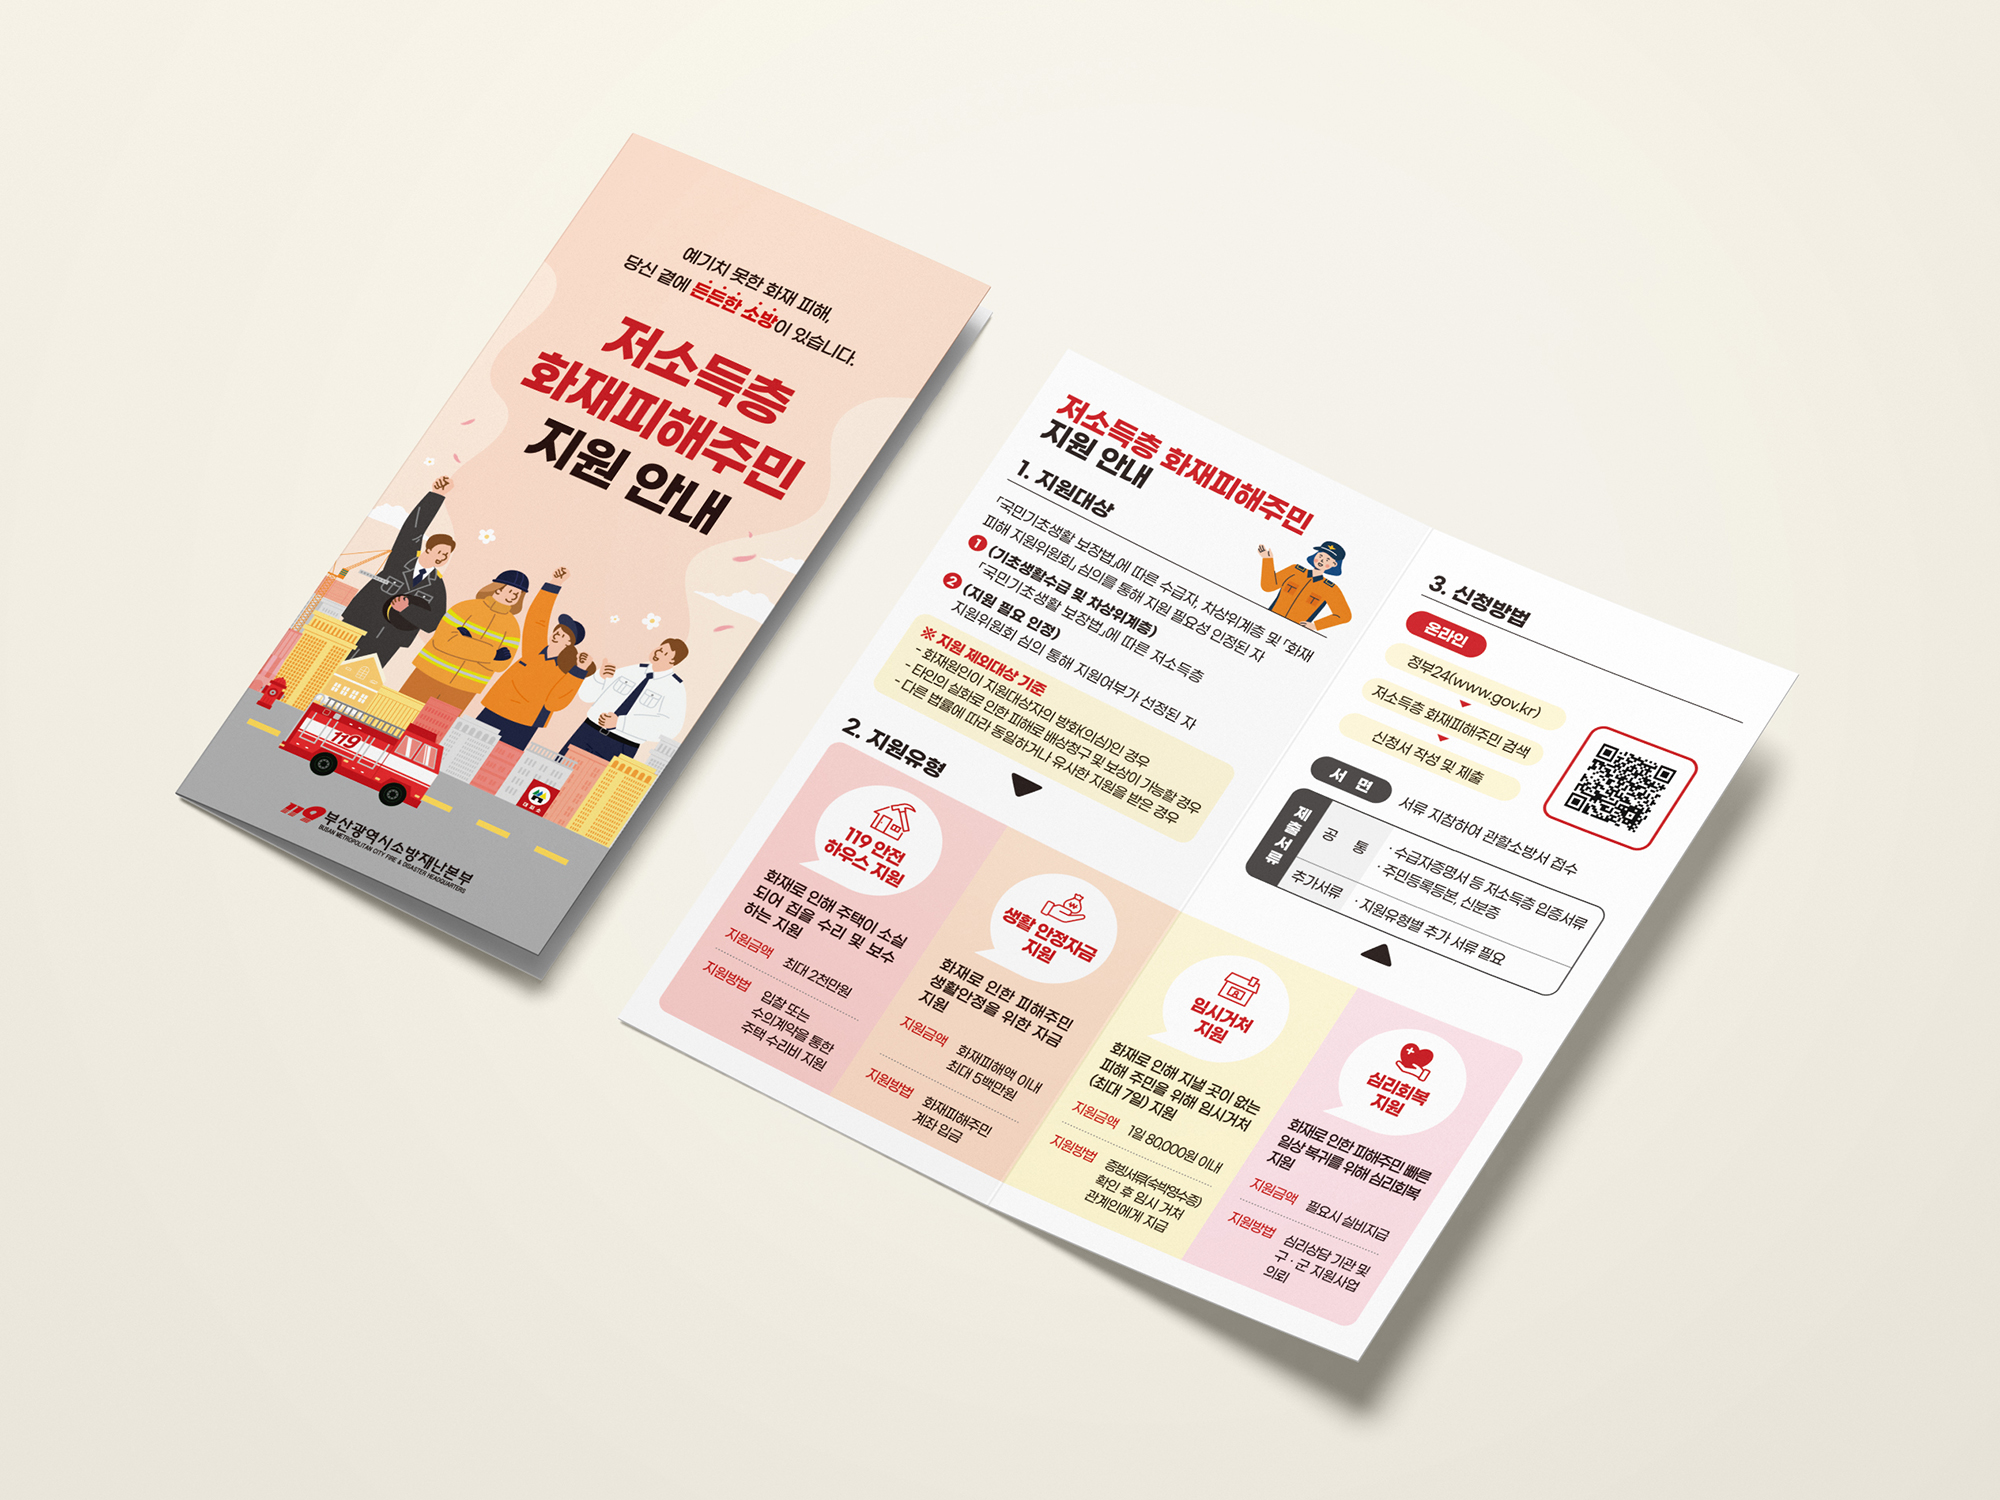 예기치 못한 화재 피해,
당신 곁에 든든한 소방이 있습니다.
저소득층
화재피해주민
지원 안내
119
대피소
119 부산광역시소방재난본부
BUSAN METROPOLITAN CITY FIRE & DISASTER HEADQUARTERS
저소득층 화재피해주민
지원 안내
1. 지원대상
「국민기초생활 보장법」에 따른 수급자, 차상위계층 및 「화재
피해 지원위원회」 심의를 통해 지원 필요성 인정된 자
1 (기초생활수급 및 차상위계층)
「국민기초생활 보장법」에 따른 저소득층
2 (지원 필요 인정)
지원위원회 심의 통해 지원여부가 선정된 자
※ 지원 제외대상 기준
- 화재원인이 지원대상자의 방화(의심)인 경우
- 타인의 실화로 인한 피해로 배상청구 및 보상이 가능할 경우
- 다른 법률에 따라 동일하거나 유사한 지원을 받은 경우
2. 지원유형
119 안전
하우스 지원
화재로 인해 주택이 소실
되어 집을 수리 및 보수
하는 지원
지원금액 최대 2천만원
지원방법 입찰 또는
수의계약을 통한
주택 수리비 지원
생활 안정자금
지원
화재로 인한 피해주민
생활안정을 위한 자금
지원
지원금액 화재피해액 이내
최대 5백만원
지원방법 화재피해주민
계좌 입금
임시거처
지원
화재로 인해 지낼 곳이 없는
피해 주민을 위해 임시거처
(최대 7일) 지원
지원금액 1일 80,000원 이내
지원방법 증빙서류(숙박영수증)
확인 후 임시 거처
관계인에게 지급
심리회복
지원
화재로 인한 피해주민 빠른
일상 복귀를 위해 심리회복
지원
지원금액 필요시 실비지급
지원방법 심리상담 기관 및
구·군 지원사업
의뢰
3. 신청방법
온라인
정부24(www.gov.kr)
저소득층 화재피해주민 검색
신청서 작성 및 제출
서 면 서류 지참하여 관할소방서 접수
제출서류
공 통
· 수급자증명서 등 저소득층 입증서류
· 주민등록등본, 신분증
추가서류 · 지원유형별 추가 서류 필요